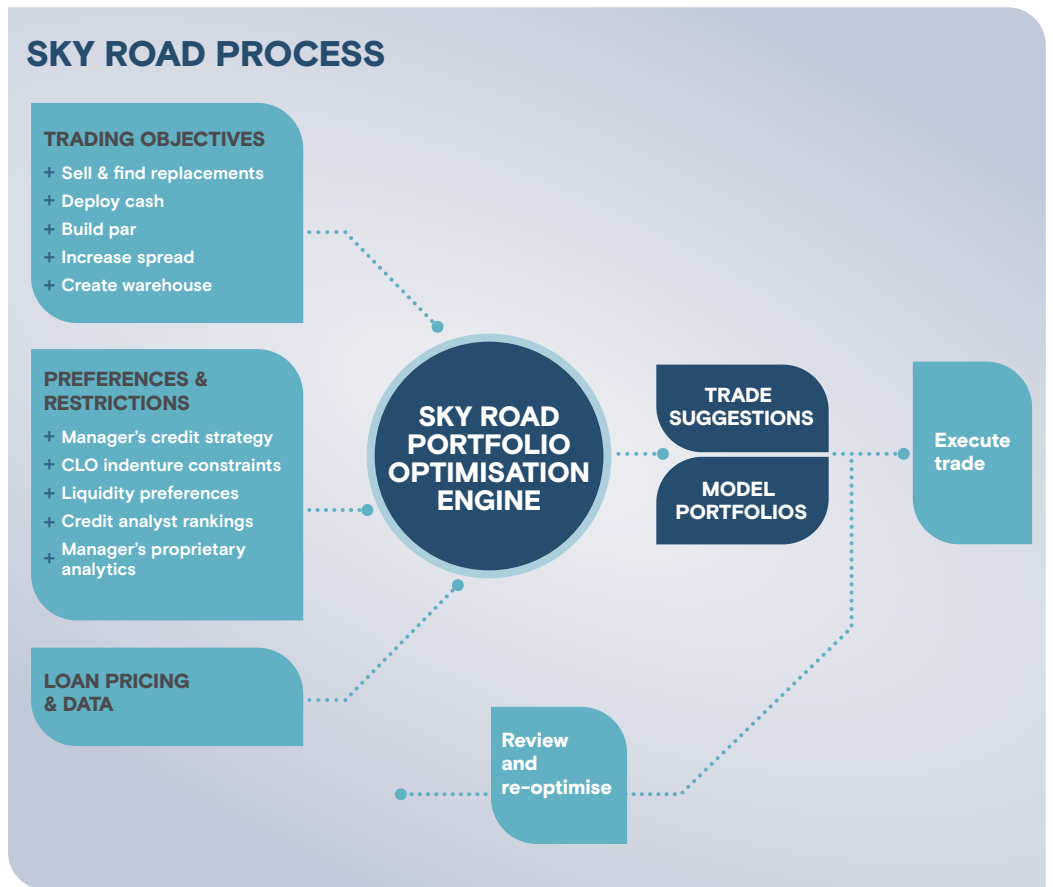 SKY ROAD PROCESS
TRADING OBJECTIVES
+ Sell & find replacements
+ Deploy cash
+ Build par
+ Increase spread
+ Create warehouse
PREFERENCES &
RESTRICTIONS
+ Manager’s credit strategy
+ CLO indenture constraints
+ Liquidity preferences
+ Credit analyst rankings
+ Manager’s proprietary
analytics
LOAN PRICING
& DATA
SKY ROAD
PORTFOLIO
OPTIMISATION
ENGINE
TRADE
SUGGESTIONS
MODEL
PORTFOLIOS
Execute
trade
Review
and
re-optimise